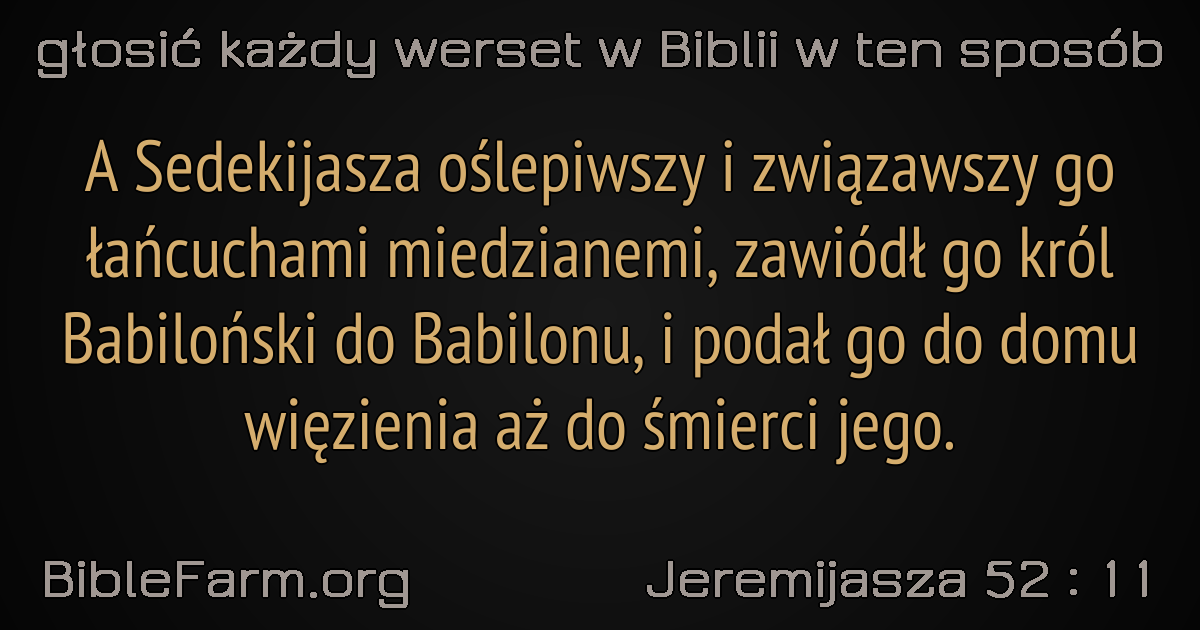 głosić każdy werset w Biblii w ten sposób
A Sedekijasza oślepiwszy i związawszy go
łańcuchami miedzianemi, zawiódł go król
Babiloński do Babilonu, i podał go do domu
więzienia aż do śmierci jego.
BibleFarm.org
Jeremijasza 52 : 11